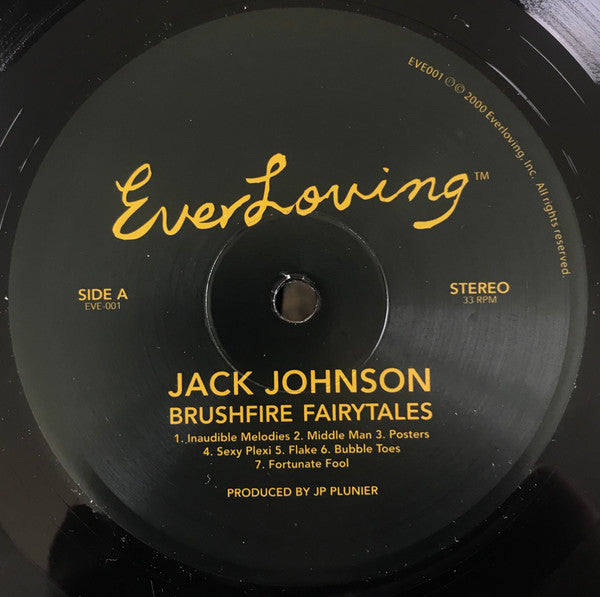 EVE001 ℗© 2000 Everloving, Inc. All rights reserved.
EverLoving™
SIDE A
EVE-001
STEREO
33 RPM
JACK JOHNSON
BRUSHFIRE FAIRYTALES
1. Inaudible Melodies 2. Middle Man 3. Posters
4. Sexy Plexi 5. Flake 6. Bubble Toes
7. Fortunate Fool
PRODUCED BY JP PLUNIER